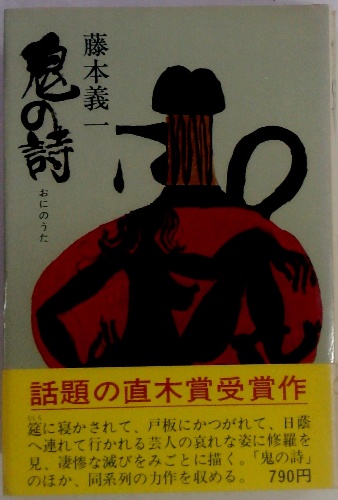 鬼の詩
おにのうた
藤本義一
話題の直木賞受賞作
筵に寝かされて、戸板にかつがれて、日蔭
へ連れて行かれる芸人の哀れな姿に修羅を
見、凄惨な滅びをみごとに描く。「鬼の詩」
のほか、同系列の力作を収める。 790円